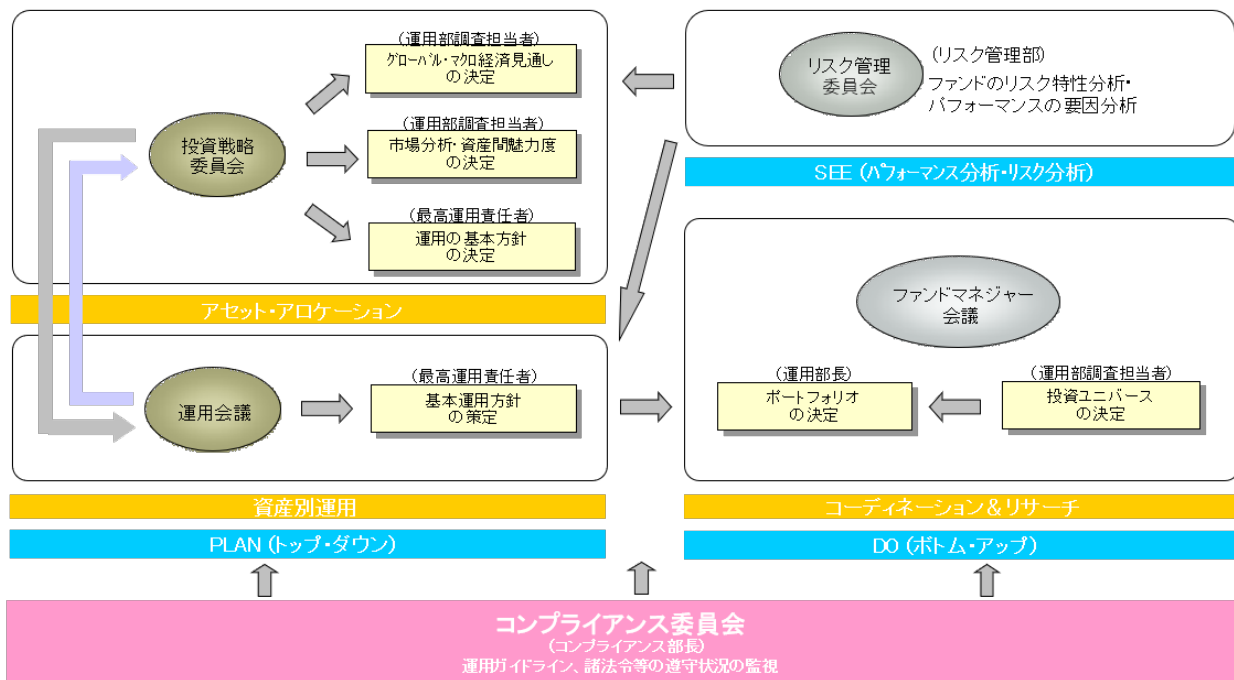 (運用部調査担当者)
グローバル・マクロ経済見通し
の決定
投資戦略
委員会
(運用部調査担当者)
市場分析・資産間魅力度
の決定
(最高運用責任者)
運用の基本方針
の決定
アセット・アロケーション
運用会議
(最高運用責任者)
基本運用方針
の策定
資産別運用
PLAN (トップ・ダウン)
リスク管理
委員会
(リスク管理部)
ファンドのリスク特性分析・
パフォーマンスの要因分析
SEE (パフォーマンス分析・リスク分析)
ファンドマネジャー
会議
(運用部長)
ポートフォリオ
の決定
(運用部調査担当者)
投資ユニバース
の決定
コーディネーション＆リサーチ
DO (ボトム・アップ)
コンプライアンス委員会
(コンプライアンス部長)
運用ガイドライン、諸法令等の遵守状況の監視